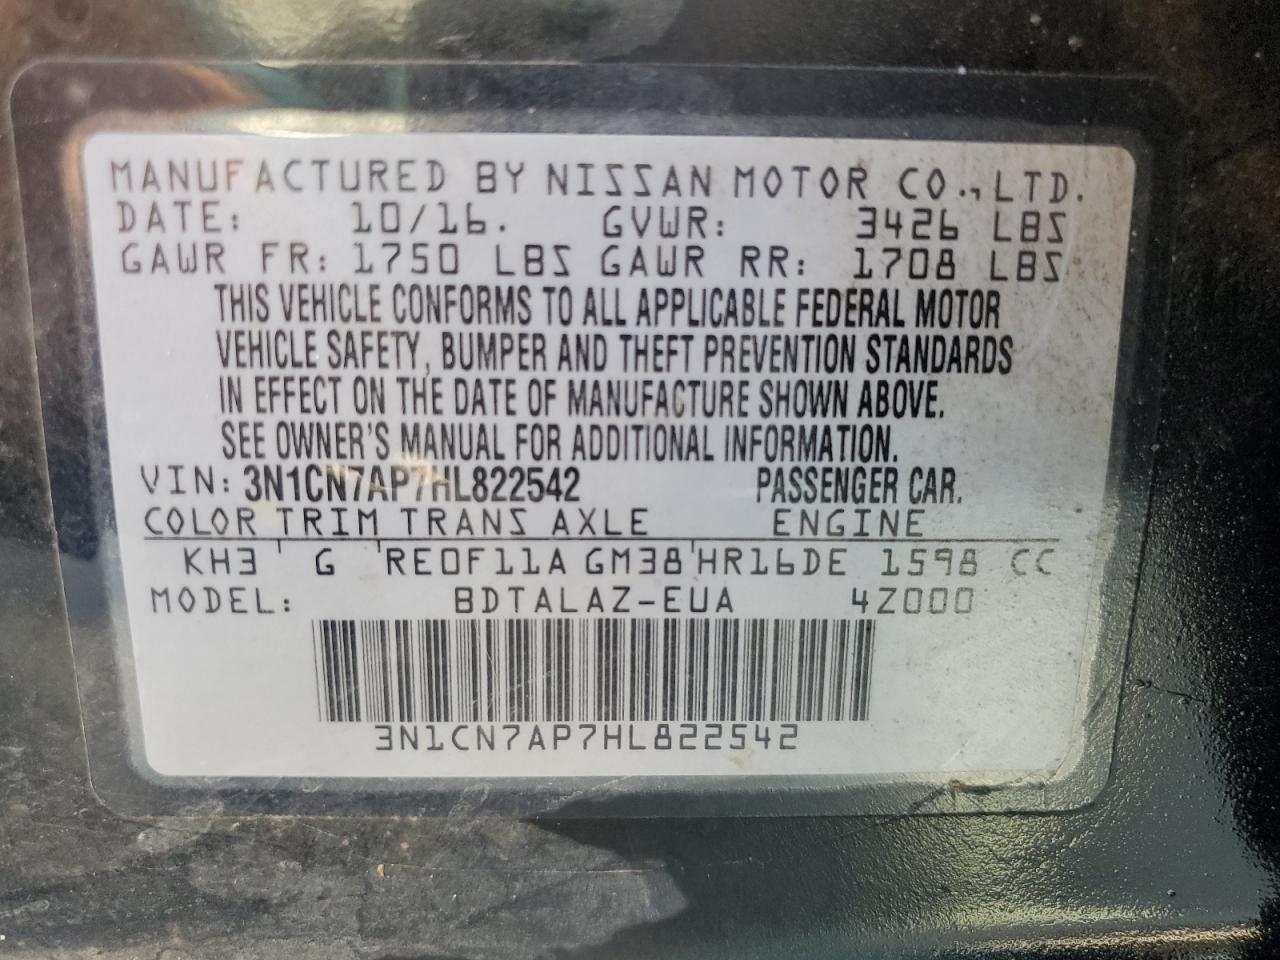 MANUFACTURED BY NISSAN MOTOR CO., LTD.
DATE: 10/16. GVWR: 3426 LBS
GAWR FR: 1750 LBS GAWR RR: 1708 LBS
THIS VEHICLE CONFORMS TO ALL APPLICABLE FEDERAL MOTOR
VEHICLE SAFETY, BUMPER AND THEFT PREVENTION STANDARDS
IN EFFECT ON THE DATE OF MANUFACTURE SHOWN ABOVE.
SEE OWNER'S MANUAL FOR ADDITIONAL INFORMATION.
VIN: 3N1CN7AP7HL822542 PASSENGER CAR.
COLOR TRIM TRANS AXLE ENGINE
KH3 ' G ' RE0F11A GM38 ' HR16DE 1598 CC
MODEL: BDTALAZ-EUA 4Z000
3N1CN7AP7HL822542